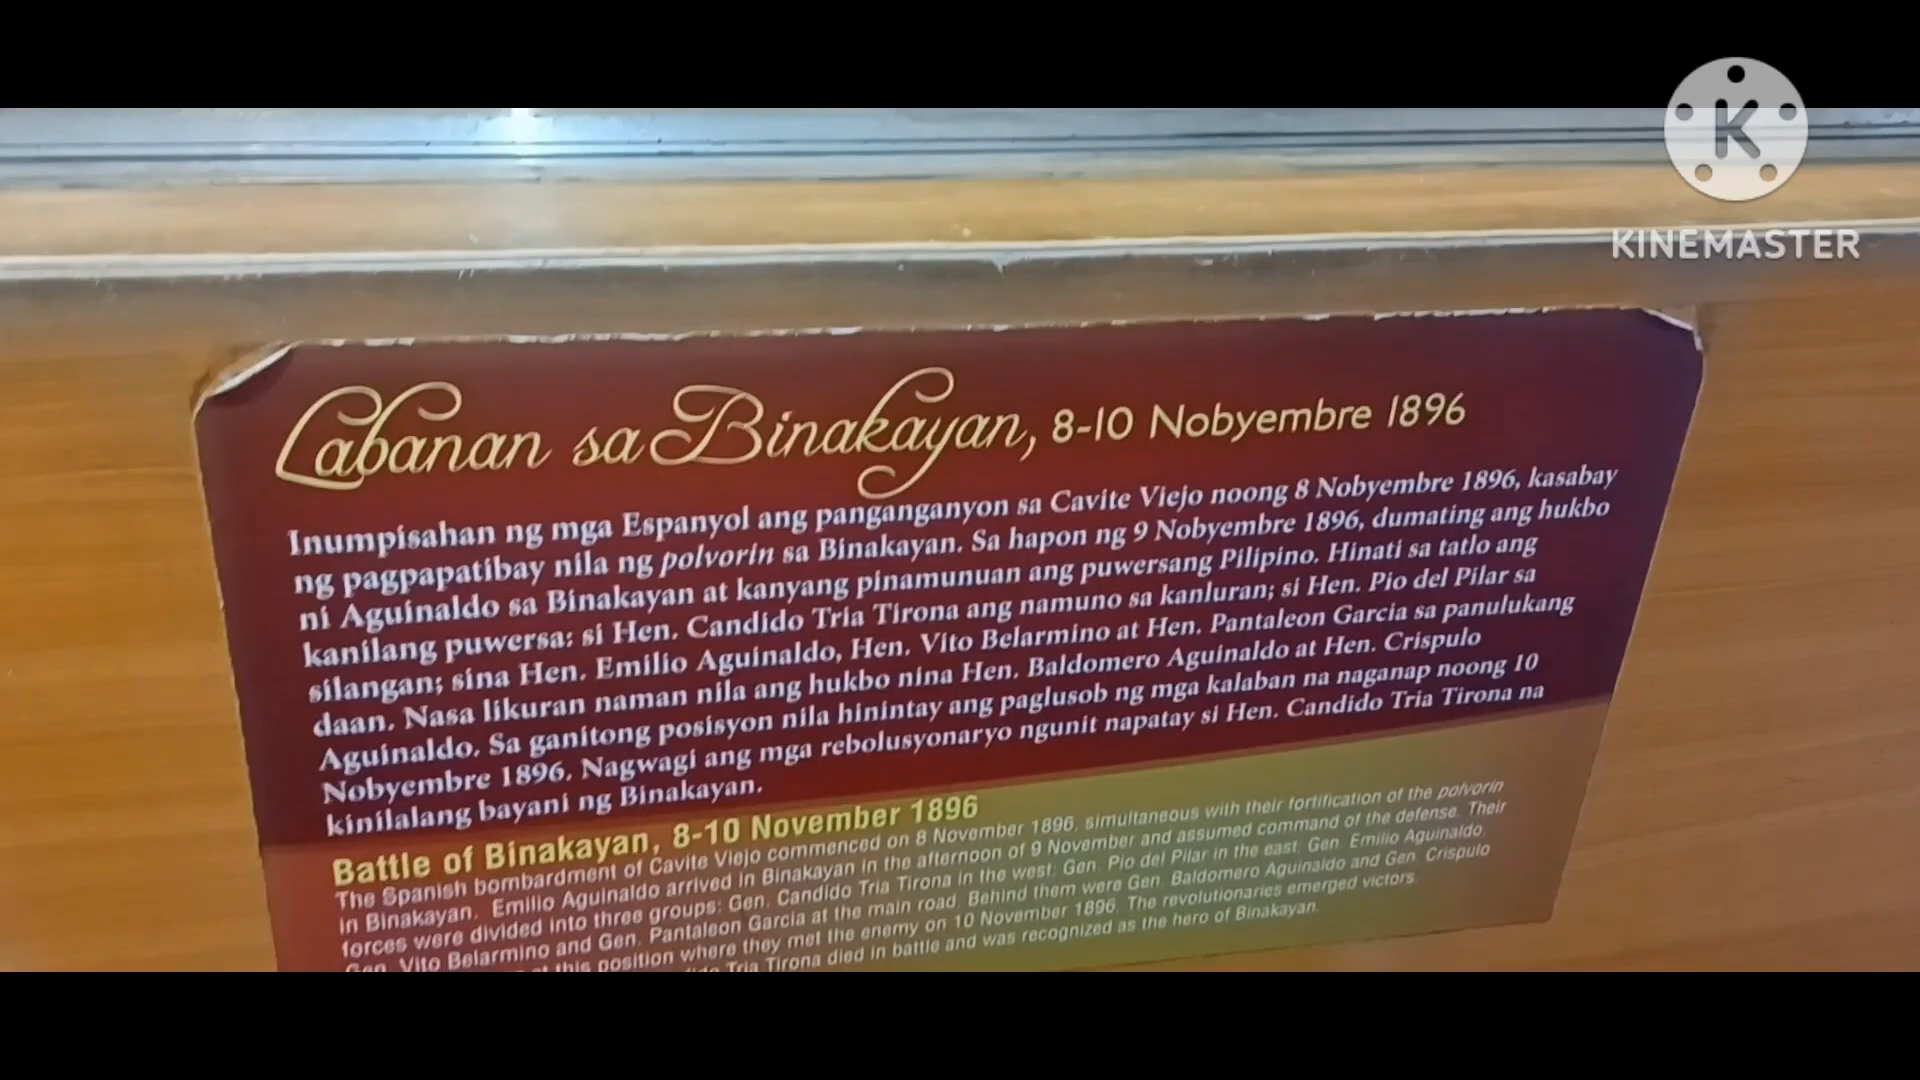 KINEMASTER
Labanan sa Binakayan, 8-10 Nobyembre 1896
Inumpisahan ng mga Espanyol ang panganganyon sa Cavite Viejo noong 8 Nobyembre 1896, kasabay
ng pagpapatibay nila ng polvorin sa Binakayan. Sa hapon ng 9 Nobyembre 1896, dumating ang hukbo
ni Aguinaldo sa Binakayan at kanyang pinamunuan ang puwersang Pilipino. Hinati sa tatlo ang
kanilang puwersa: si Hen. Candido Tria Tirona ang namuno sa kanluran; si Hen. Pio del Pilar sa
silangan; sina Hen. Emilio Aguinaldo, Hen. Vito Belarmino at Hen. Pantaleon Garcia sa panulukang
daan. Nasa likuran naman nila ang hukbo nina Hen. Baldomero Aguinaldo at Hen. Crispulo
Aguinaldo. Sa ganitong posisyon nila hinintay ang paglusob ng mga kalaban na naganap noong 10
Nobyembre 1896. Nagwagi ang mga rebolusyonaryo ngunit napatay si Hen. Candido Tria Tirona na
kinilalang bayani ng Binakayan.
Battle of Binakayan, 8-10 November 1896
The Spanish bombardment of Cavite Viejo commenced on 8 November 1896, simultaneous with their fortification of the polvorin
in Binakayan. Emilio Aguinaldo arrived in Binakayan in the afternoon of 9 November and assumed command of the defense. Their
forces were divided into three groups: Gen. Candido Tria Tirona in the west; Gen. Pio del Pilar in the east; Gen. Emilio Aguinaldo,
Gen. Vito Belarmino and Gen. Pantaleon Garcia at the main road. Behind them were Gen. Baldomero Aguinaldo and Gen. Crispulo
this position where they met the enemy on 10 November 1896. The revolutionaries emerged victors.
Tria Tirona died in battle and was recognized as the hero of Binakayan.